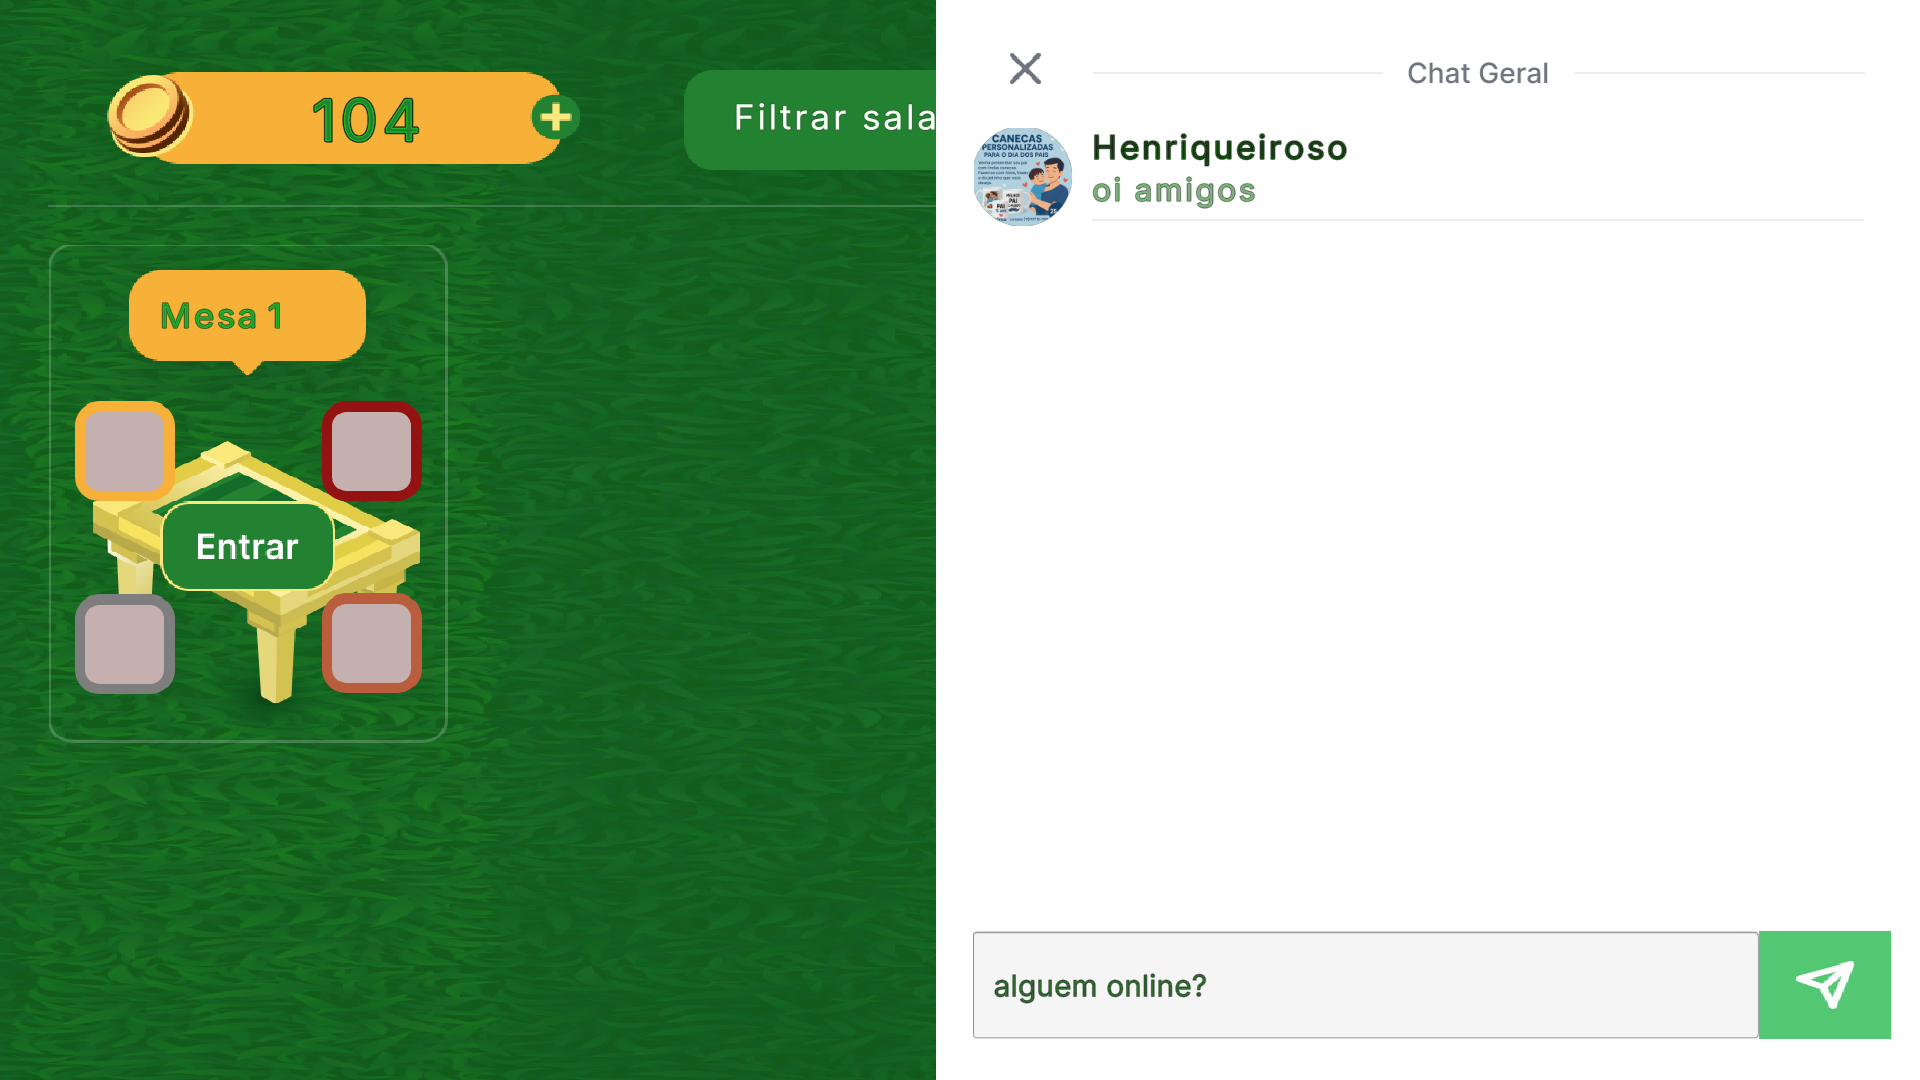 104
Filtrar sala
Mesa 1
Entrar
Chat Geral
CANECAS
PERSONALIZADAS
PARA O DIA DOS PAIS
Henriqueiroso
oi amigos
alguem online?